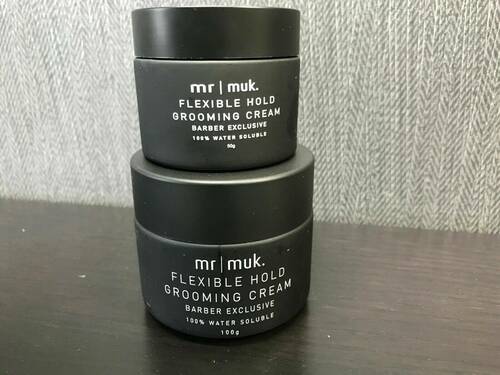 mr | muk.
FLEXIBLE HOLD
GROOMING CREAM
BARBER EXCLUSIVE
100% WATER SOLUBLE
50g
mr | muk.
FLEXIBLE HOLD
GROOMING CREAM
BARBER EXCLUSIVE
100% WATER SOLUBLE
100g